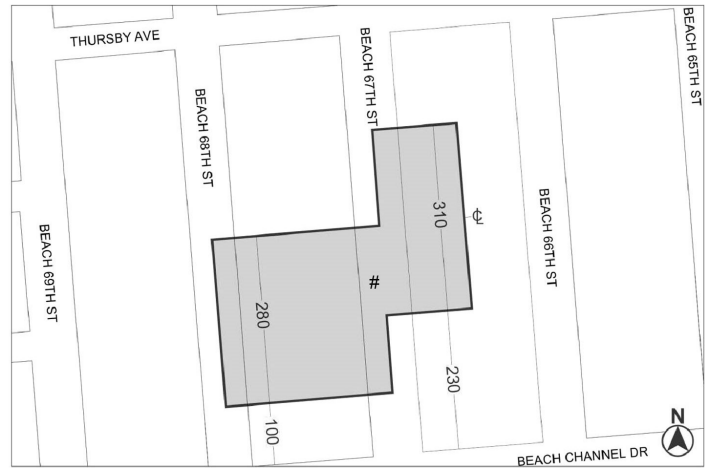 THURSBY AVE
BEACH 69TH ST
BEACH 68TH ST
BEACH 67TH ST
BEACH 66TH ST
BEACH 65TH ST
310
℄
#
280
230
100
BEACH CHANNEL DR
N